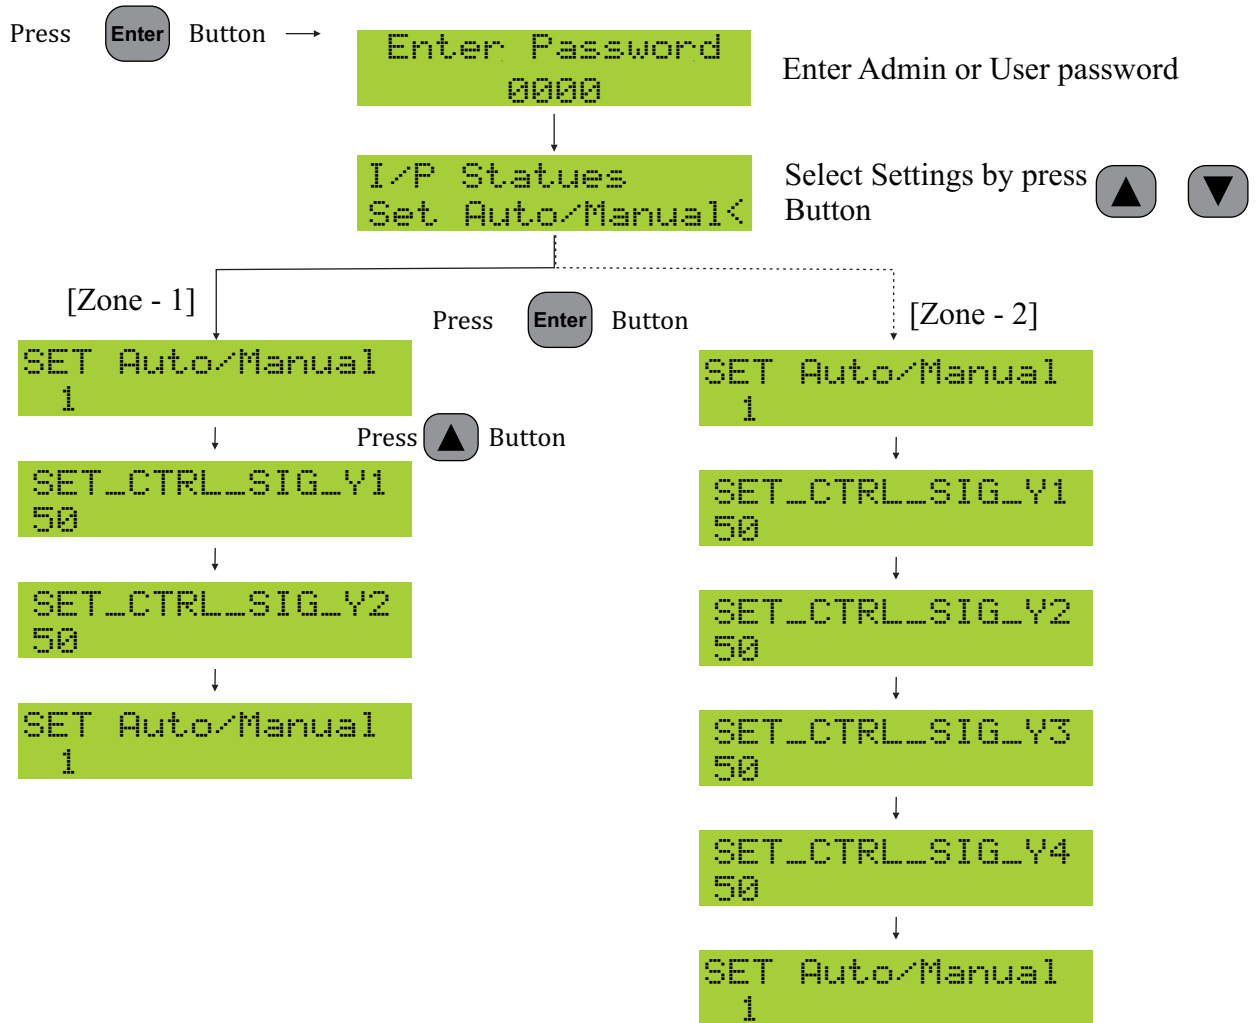 Press Enter Button
Enter Password
0000
Enter Admin or User password
I/P Statues
Set Auto/Manual<
Select Settings by press
Button
[Zone - 1]
Press Enter Button
[Zone - 2]
SET Auto/Manual
1
Press Button
SET_CTRL_SIG_Y1
50
SET_CTRL_SIG_Y2
50
SET Auto/Manual
1
SET Auto/Manual
1
SET_CTRL_SIG_Y1
50
SET_CTRL_SIG_Y2
50
SET_CTRL_SIG_Y3
50
SET_CTRL_SIG_Y4
50
SET Auto/Manual
1